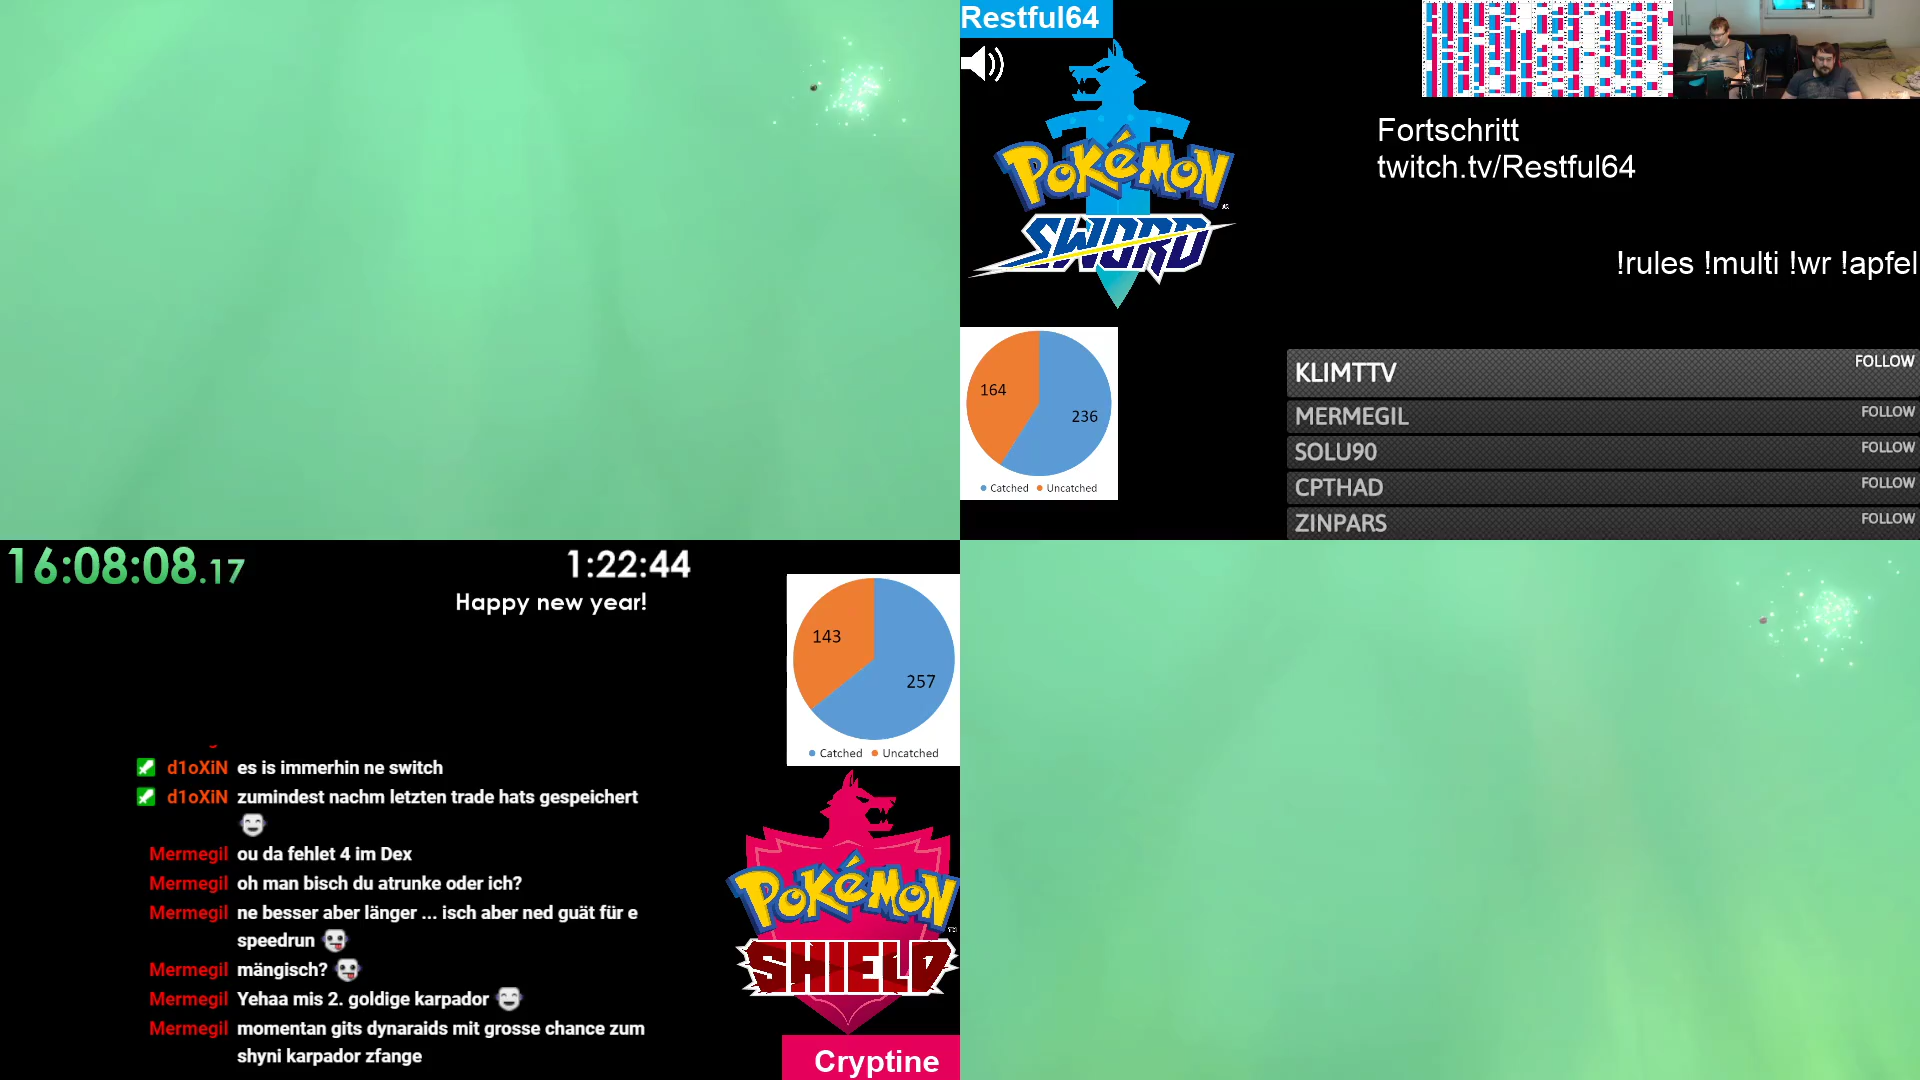 Restful64
POKéMON
SWORD
Fortschritt
twitch.tv/Restful64
!rules !multi !wr !apfel
164
236
Catched Uncatched
KLIMTTV FOLLOW
MERMEGIL FOLLOW
SOLU90 FOLLOW
CPTHAD FOLLOW
ZINPARS FOLLOW
16:08:08.17
1:22:44
Happy new year!
143
257
Catched Uncatched
d1oXiN es is immerhin ne switch
d1oXiN zumindest nachm letzten trade hats gespeichert
Mermegil ou da fehlet 4 im Dex
Mermegil oh man bisch du atrunke oder ich?
Mermegil ne besser aber länger ... isch aber ned guät für e
speedrun
Mermegil mängisch?
Mermegil Yehaa mis 2. goldige karpador
Mermegil momentan gits dynaraids mit grosse chance zum
shyni karpador zfange
POKéMON
SHIELD
Cryptine